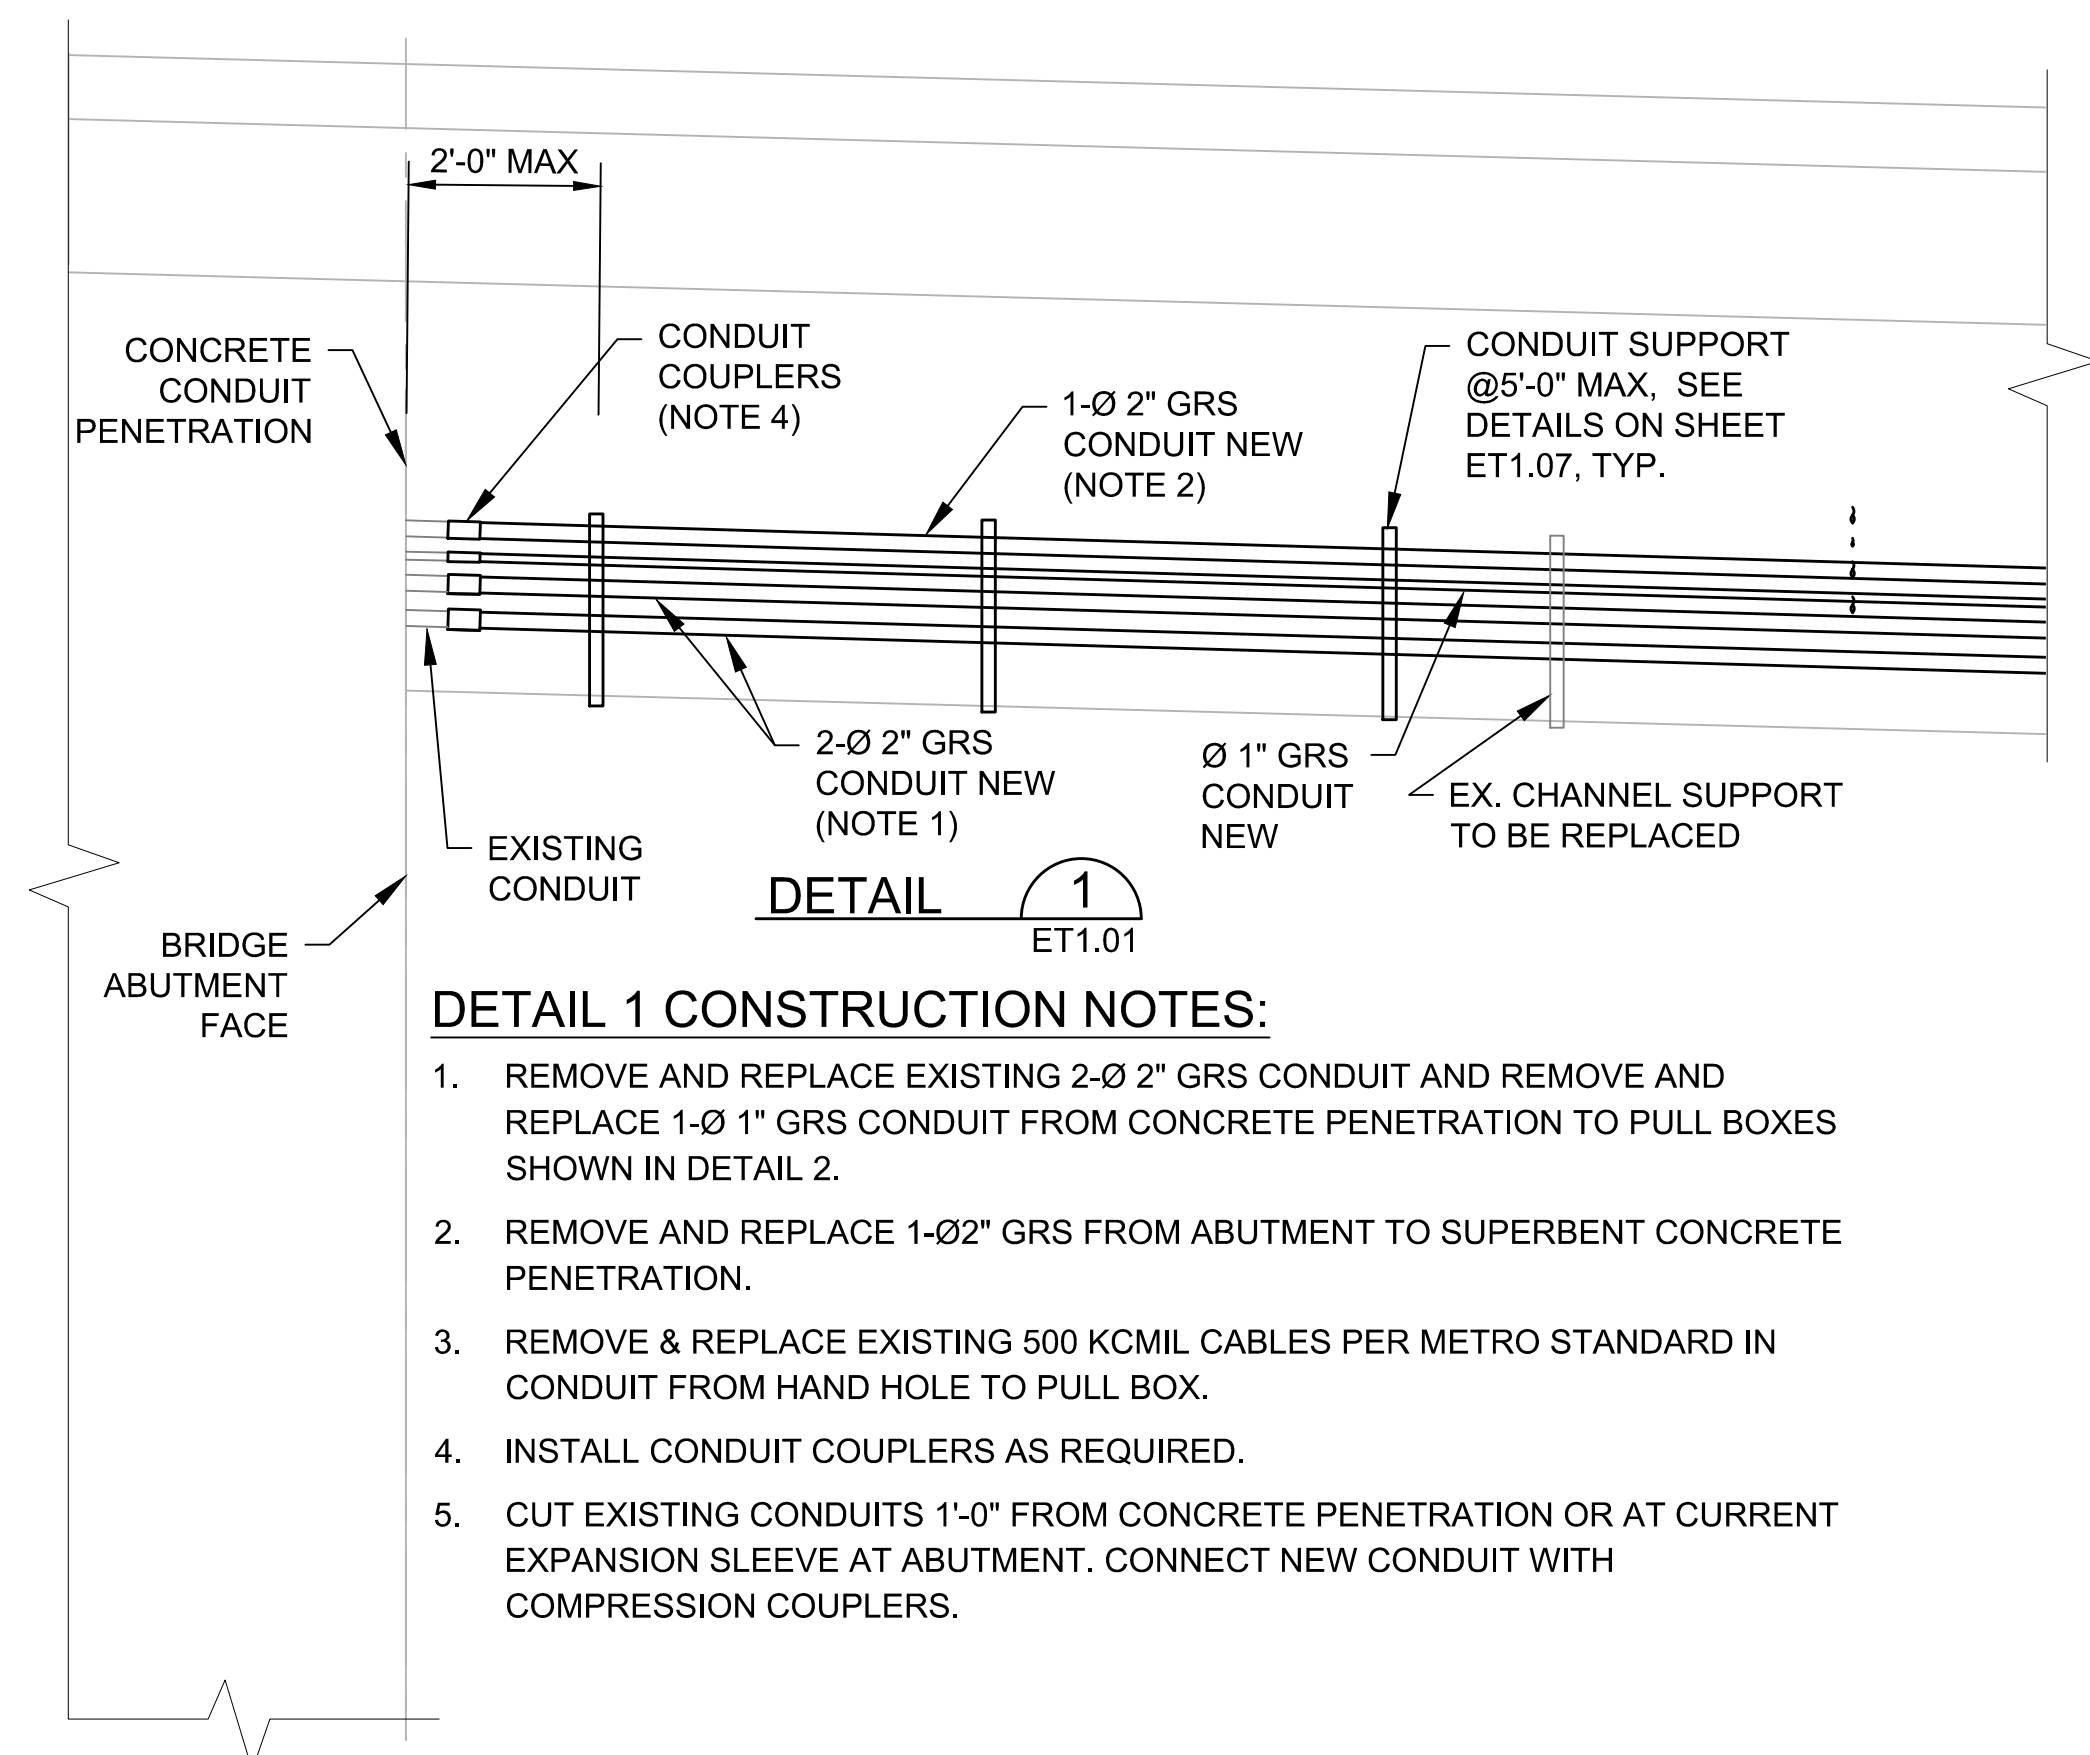 2'-0" MAX
CONCRETE
CONDUIT
PENETRATION
CONDUIT
COUPLERS
(NOTE 4)
1-Ø 2" GRS
CONDUIT NEW
(NOTE 2)
CONDUIT SUPPORT
@5'-0" MAX, SEE
DETAILS ON SHEET
ET1.07, TYP.
2-Ø 2" GRS
CONDUIT NEW
(NOTE 1)
Ø 1" GRS
CONDUIT
NEW
EX. CHANNEL SUPPORT
TO BE REPLACED
EXISTING
CONDUIT
BRIDGE
ABUTMENT
FACE
DETAIL 1
ET1.01
DETAIL 1 CONSTRUCTION NOTES:
1. REMOVE AND REPLACE EXISTING 2-Ø 2" GRS CONDUIT AND REMOVE AND
REPLACE 1-Ø 1" GRS CONDUIT FROM CONCRETE PENETRATION TO PULL BOXES
SHOWN IN DETAIL 2.
2. REMOVE AND REPLACE 1-Ø2" GRS FROM ABUTMENT TO SUPERBENT CONCRETE
PENETRATION.
3. REMOVE & REPLACE EXISTING 500 KCMIL CABLES PER METRO STANDARD IN
CONDUIT FROM HAND HOLE TO PULL BOX.
4. INSTALL CONDUIT COUPLERS AS REQUIRED.
5. CUT EXISTING CONDUITS 1'-0" FROM CONCRETE PENETRATION OR AT CURRENT
EXPANSION SLEEVE AT ABUTMENT. CONNECT NEW CONDUIT WITH
COMPRESSION COUPLERS.